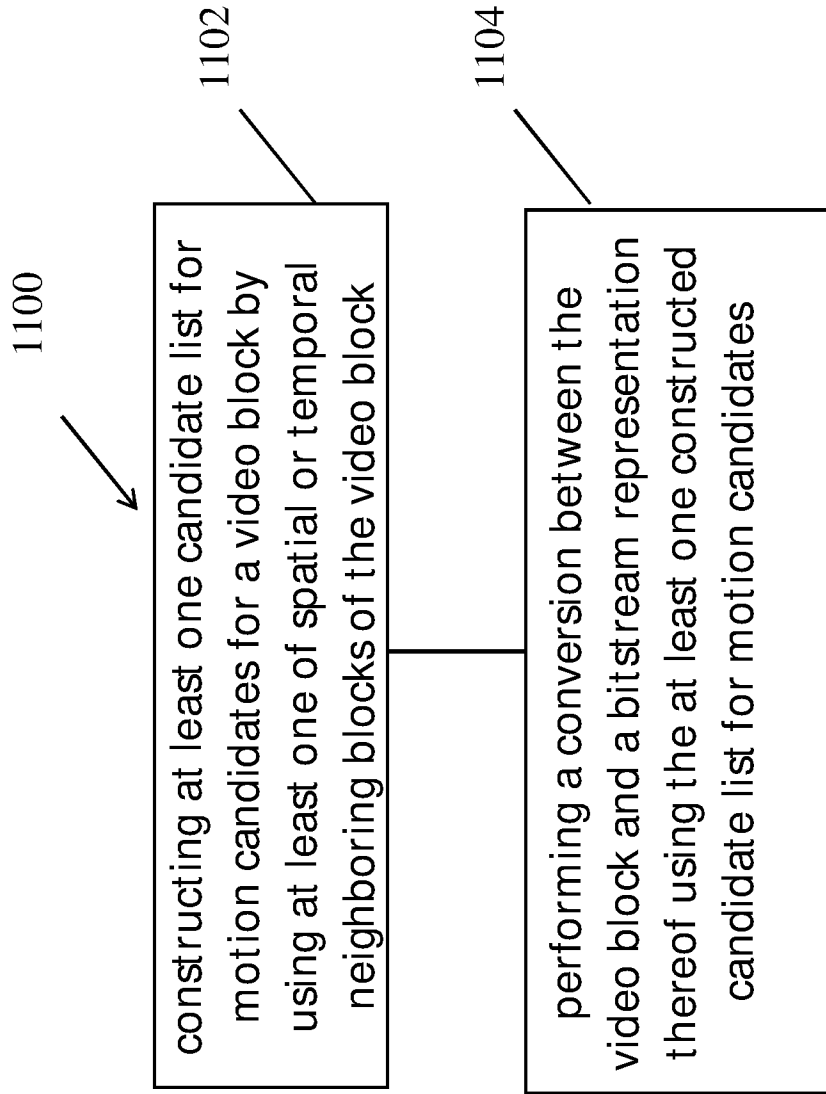 1100
1102
constructing at least one candidate list for
motion candidates for a video block by
using at least one of spatial or temporal
neighboring blocks of the video block
1104
performing a conversion between the
video block and a bitstream representation
thereof using the at least one constructed
candidate list for motion candidates